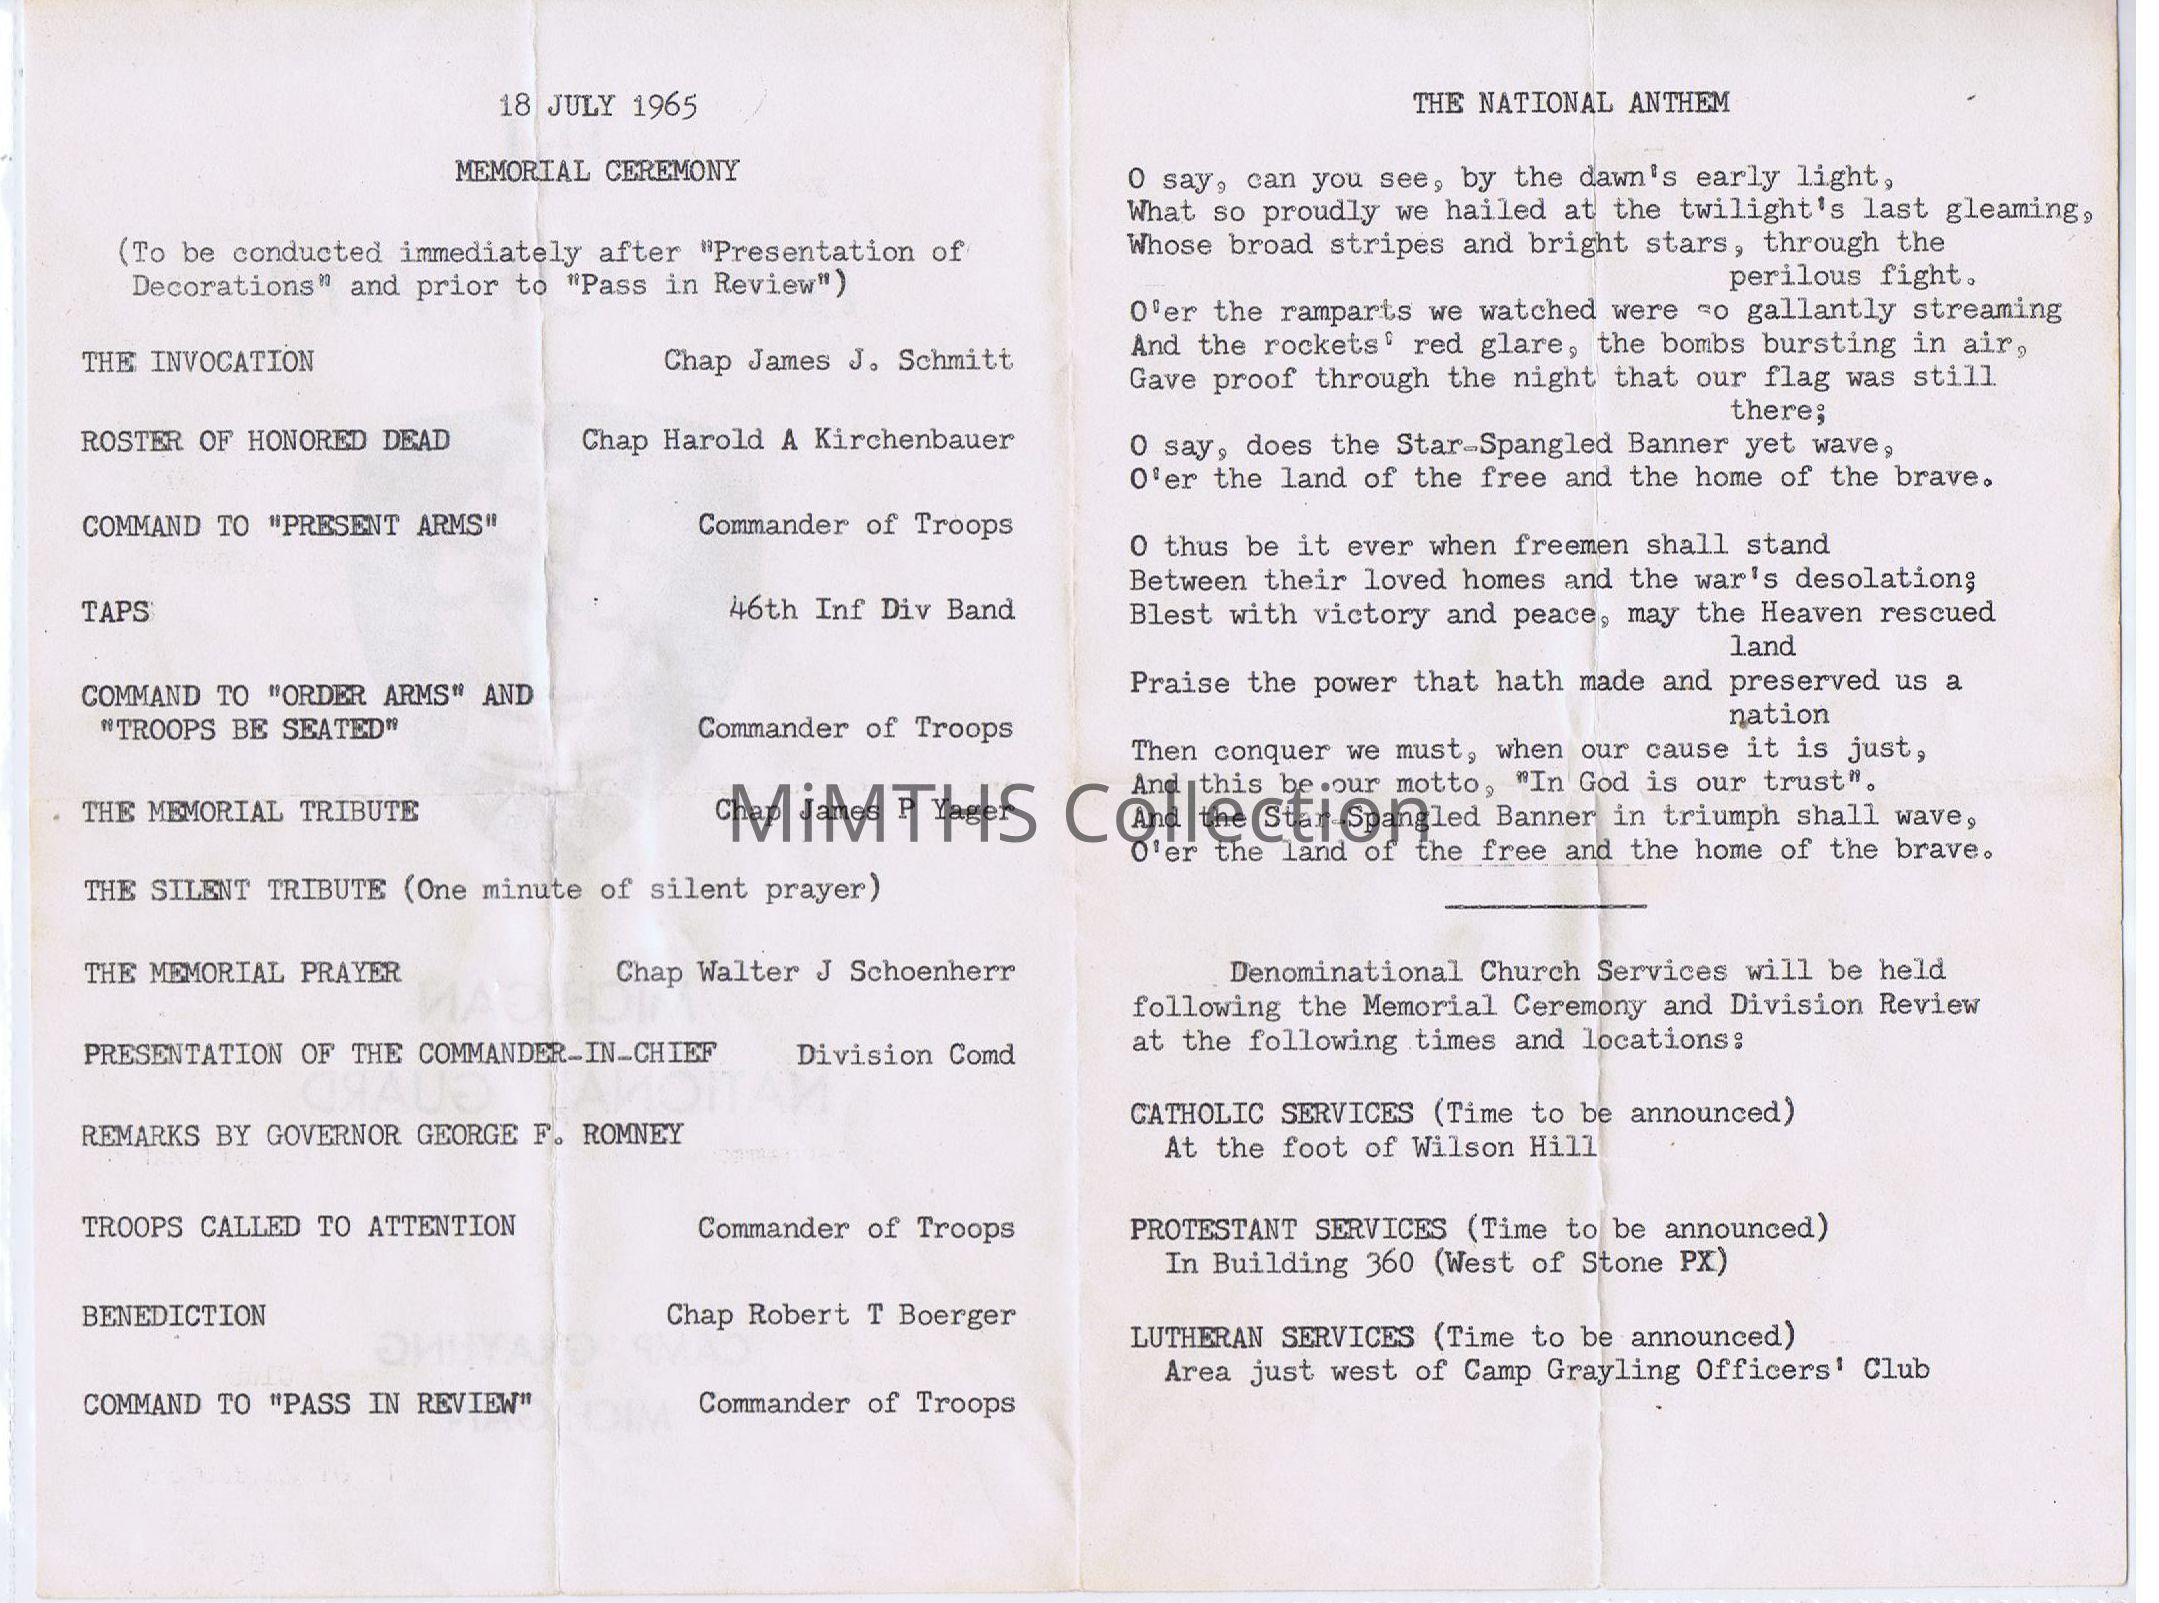 18 JULY 1965
MEMORIAL CEREMONY
(To be conducted immediately after "Presentation of
Decorations" and prior to "Pass in Review")
THE INVOCATION Chap James J. Schmitt
ROSTER OF HONORED DEAD Chap Harold A Kirchenbauer
COMMAND TO "PRESENT ARMS" Commander of Troops
TAPS 46th Inf Div Band
COMMAND TO "ORDER ARMS" AND
"TROOPS BE SEATED" Commander of Troops
THE MEMORIAL TRIBUTE Chap James P Yager
THE SILENT TRIBUTE (One minute of silent prayer)
THE MEMORIAL PRAYER Chap Walter J Schoenherr
PRESENTATION OF THE COMMANDER-IN-CHIEF Division Comd
REMARKS BY GOVERNOR GEORGE F. ROMNEY
TROOPS CALLED TO ATTENTION Commander of Troops
BENEDICTION Chap Robert T Boerger
COMMAND TO "PASS IN REVIEW" Commander of Troops
THE NATIONAL ANTHEM
O say, can you see, by the dawn's early light,
What so proudly we hailed at the twilight's last gleaming,
Whose broad stripes and bright stars, through the
perilous fight.
O'er the ramparts we watched were so gallantly streaming
And the rockets' red glare, the bombs bursting in air,
Gave proof through the night that our flag was still
there;
O say, does the Star-Spangled Banner yet wave,
O'er the land of the free and the home of the brave.
O thus be it ever when freemen shall stand
Between their loved homes and the war's desolation;
Blest with victory and peace, may the Heaven rescued
land
Praise the power that hath made and preserved us a
nation
Then conquer we must, when our cause it is just,
And this be our motto, "In God is our trust".
And the Star-Spangled Banner in triumph shall wave,
O'er the land of the free and the home of the brave.
Denominational Church Services will be held
following the Memorial Ceremony and Division Review
at the following times and locations:
CATHOLIC SERVICES (Time to be announced)
At the foot of Wilson Hill
PROTESTANT SERVICES (Time to be announced)
In Building 360 (West of Stone PX)
LUTHERAN SERVICES (Time to be announced)
Area just west of Camp Grayling Officers' Club
MiMTHS Collection